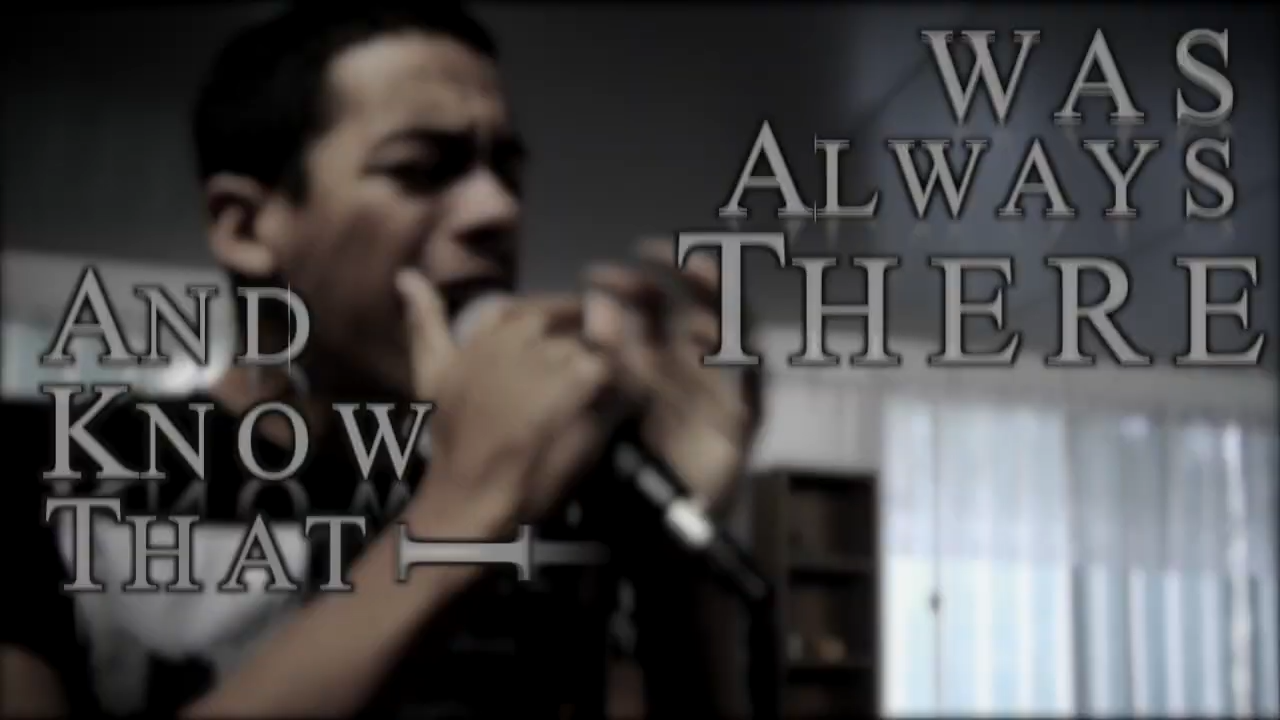 AND
KNOW
THAT I
WAS
ALWAYS
THERE